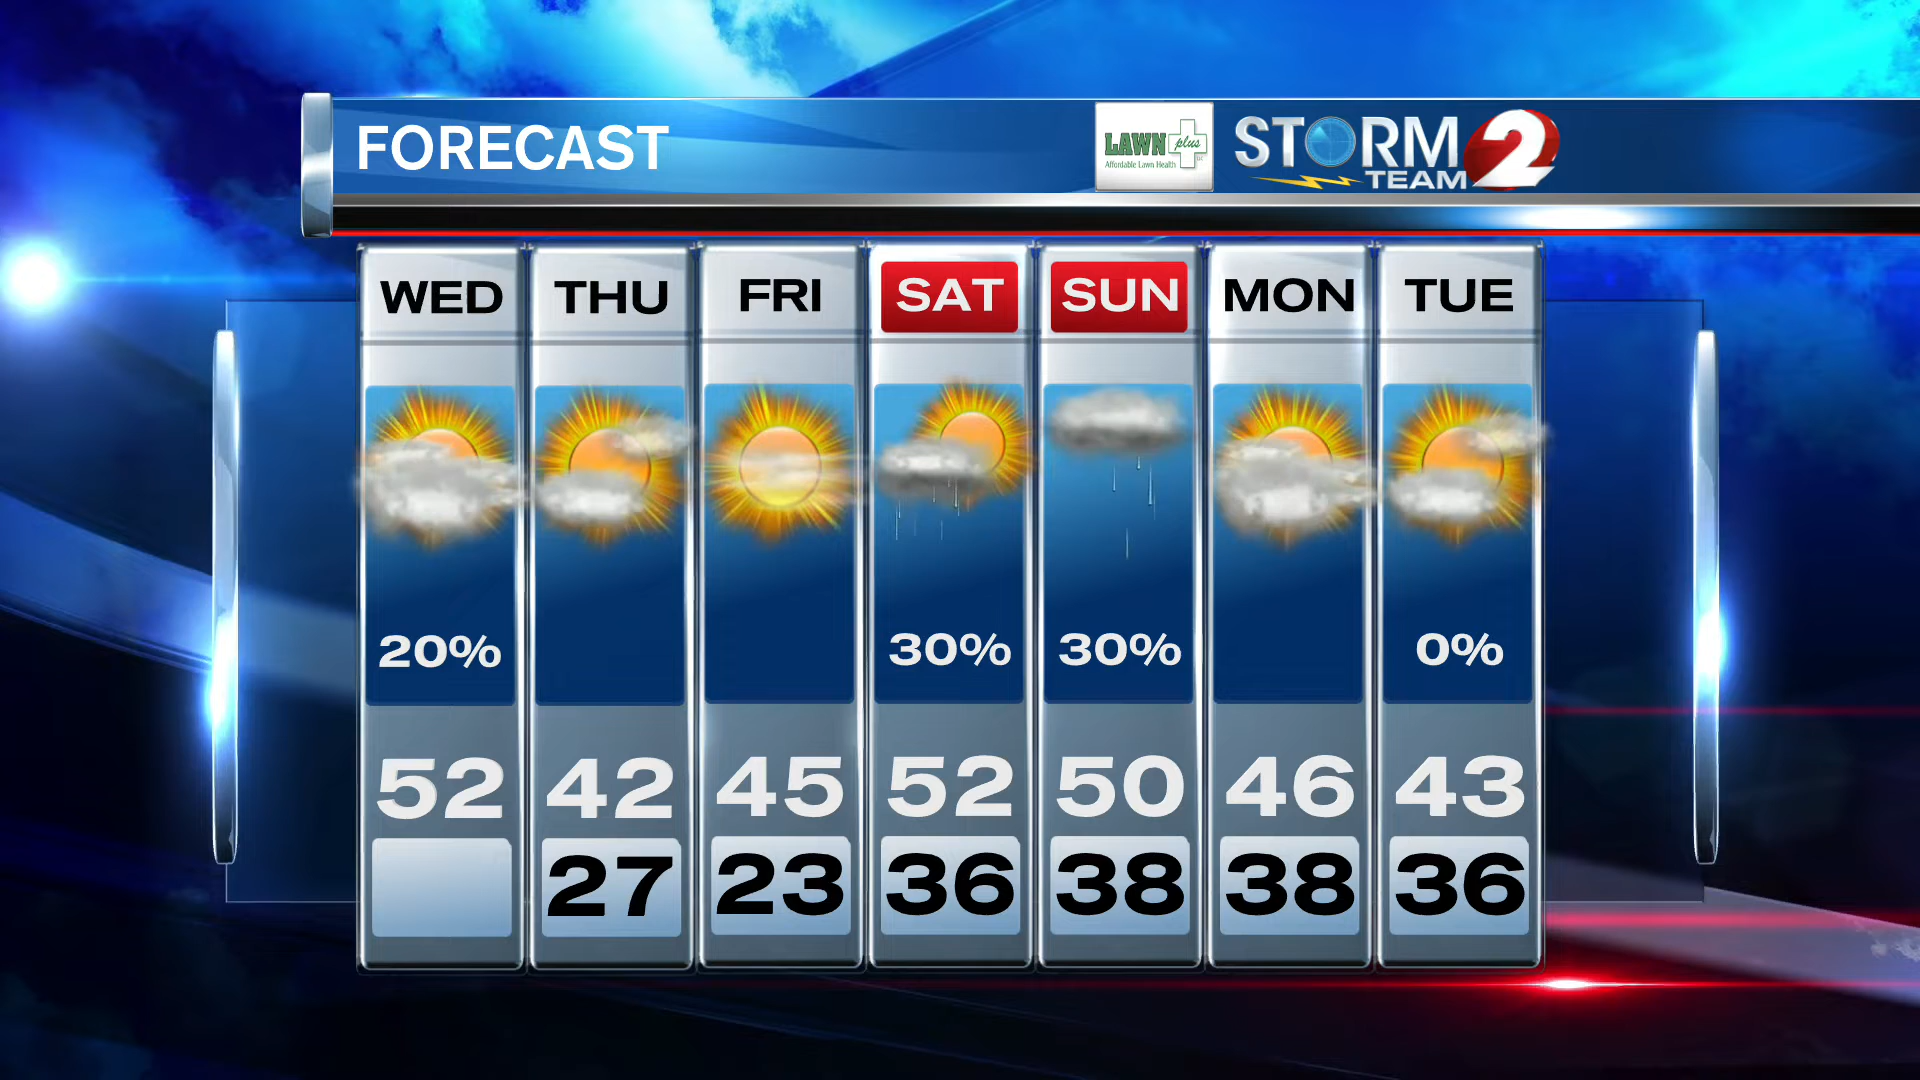 FORECAST
LAWN plus
Affordable Lawn Health
STORM
TEAM 2
WED THU FRI SAT SUN MON TUE
20% 30% 30% 0%
52 42 45 52 50 46 43
27 23 36 38 38 36